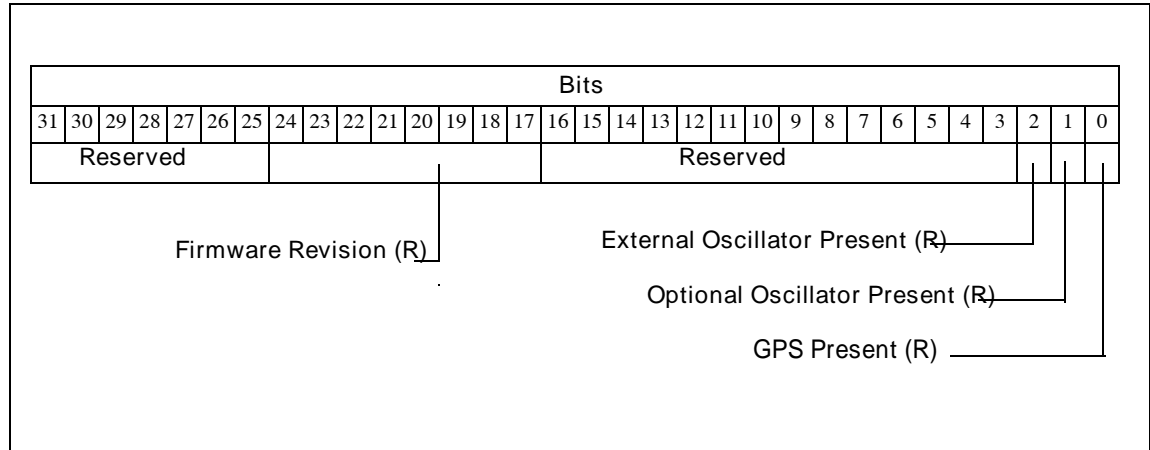 Bits
31 30 29 28 27 26 25 24 23 22 21 20 19 18 17 16 15 14 13 12 11 10 9 8 7 6 5 4 3 2 1 0
Reserved Reserved
Firmware Revision (R) External Oscillator Present (R)
Optional Oscillator Present (R)
GPS Present (R)